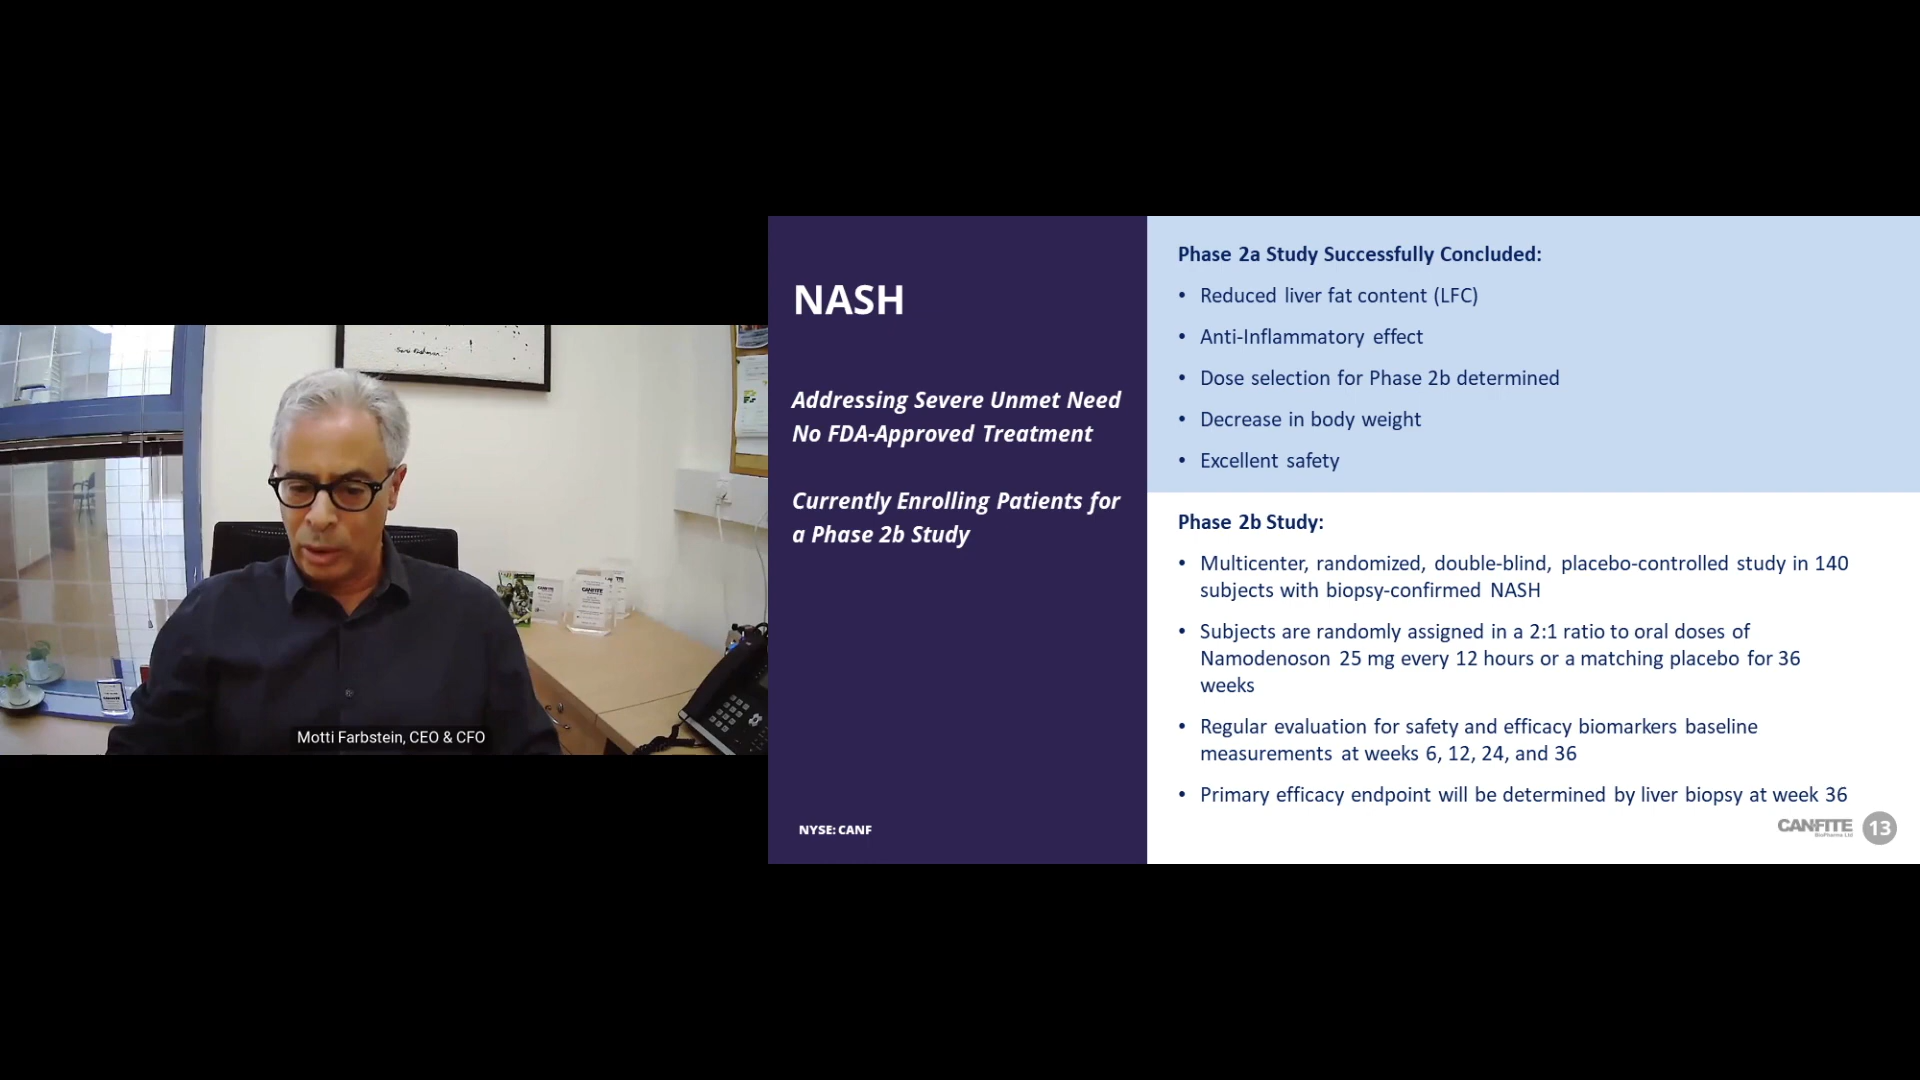 Motti Farbstein, CEO & CFO
NASH
Addressing Severe Unmet Need
No FDA-Approved Treatment
Currently Enrolling Patients for
a Phase 2b Study
NYSE: CANF
Phase 2a Study Successfully Concluded:
• Reduced liver fat content (LFC)
• Anti-Inflammatory effect
• Dose selection for Phase 2b determined
• Decrease in body weight
• Excellent safety
Phase 2b Study:
• Multicenter, randomized, double-blind, placebo-controlled study in 140
subjects with biopsy-confirmed NASH
• Subjects are randomly assigned in a 2:1 ratio to oral doses of
Namodenoson 25 mg every 12 hours or a matching placebo for 36
weeks
• Regular evaluation for safety and efficacy biomarkers baseline
measurements at weeks 6, 12, 24, and 36
• Primary efficacy endpoint will be determined by liver biopsy at week 36
CANFITE
BioPharma Ltd
13